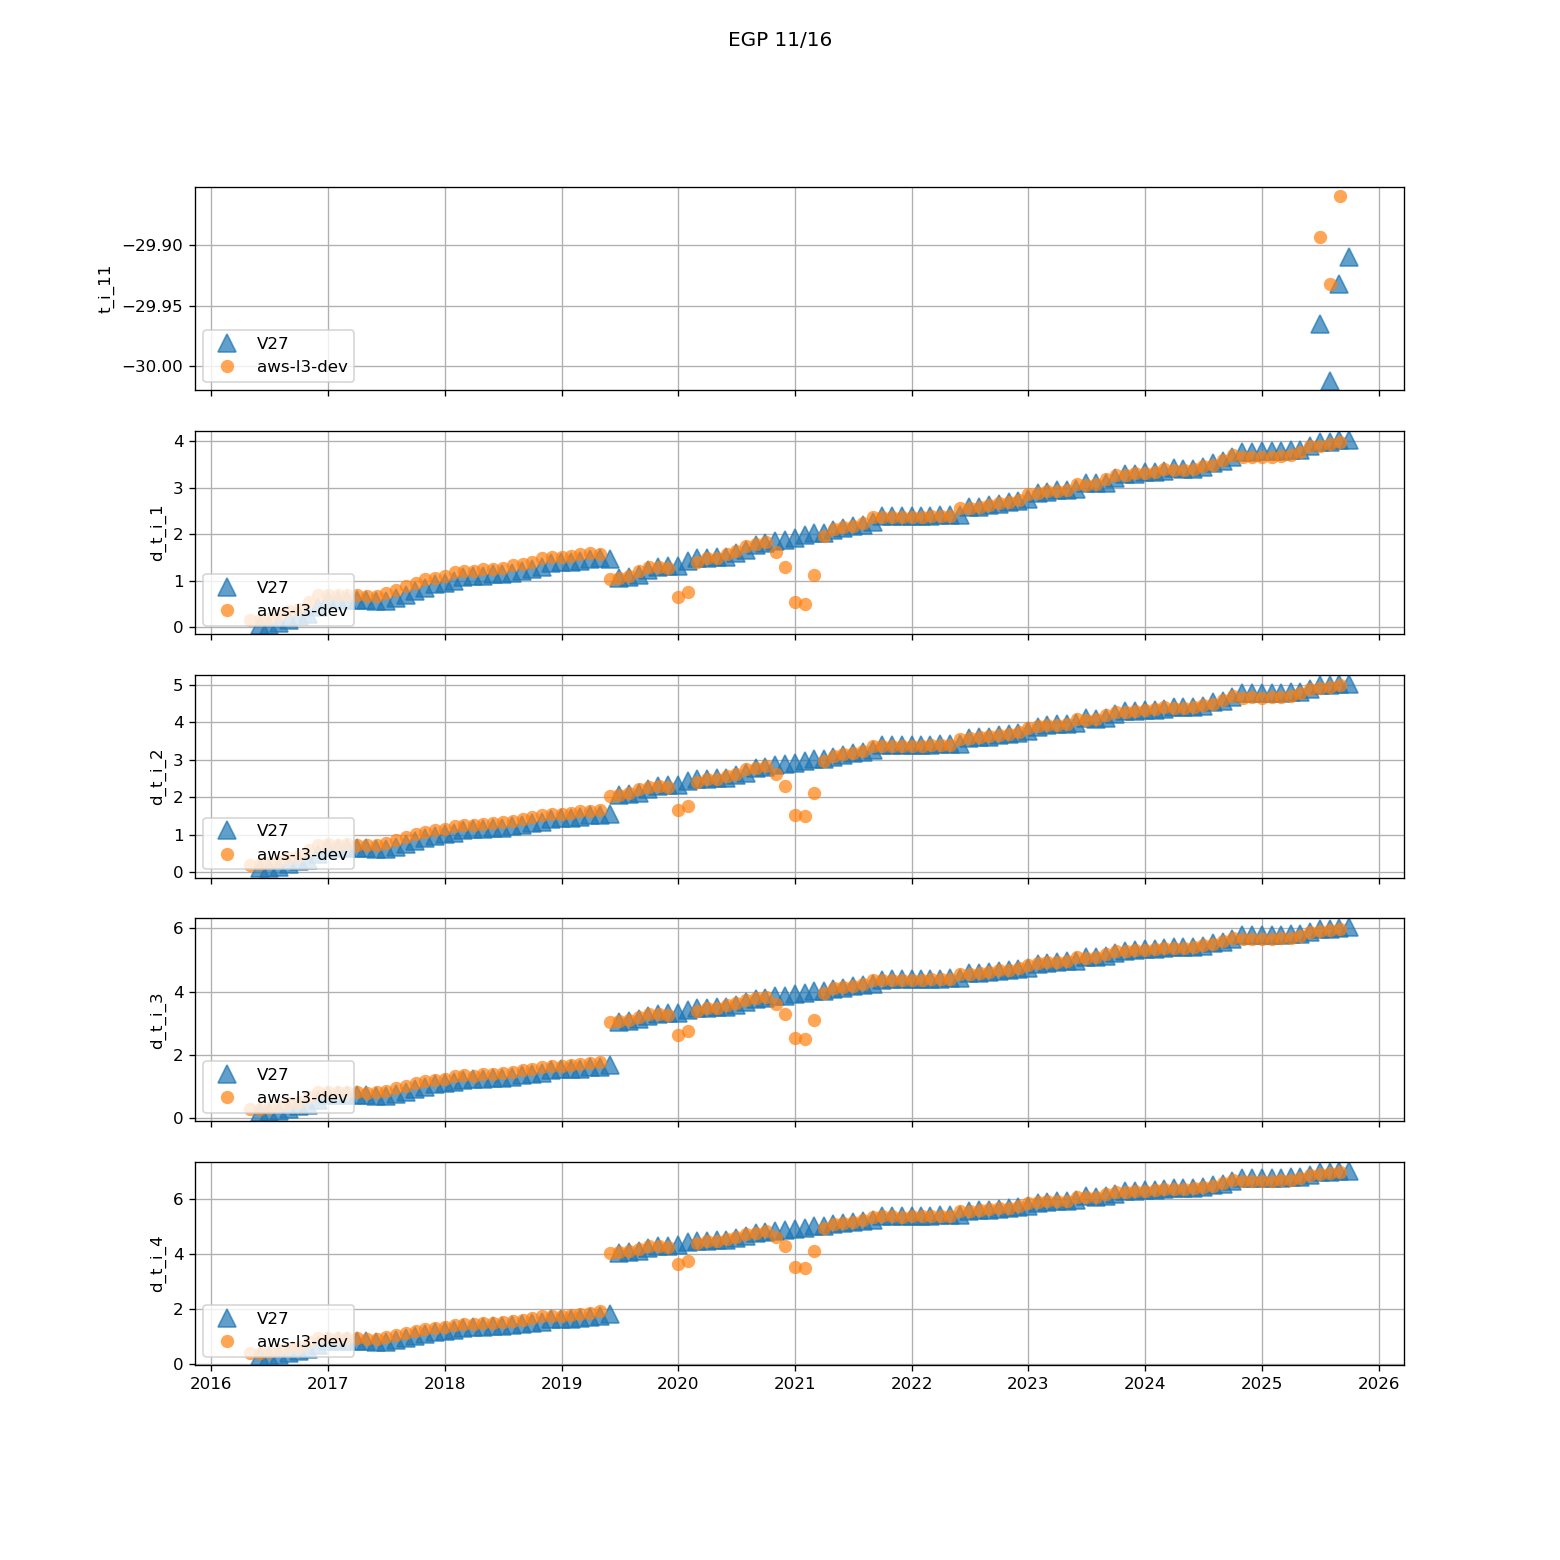 EGP 11/16
t_i_11
−29.90
−29.95
−30.00
V27
aws-l3-dev
d_t_i_1
4
3
2
1
0
V27
aws-l3-dev
d_t_i_2
5
4
3
2
1
0
V27
aws-l3-dev
d_t_i_3
6
4
2
0
V27
aws-l3-dev
d_t_i_4
6
4
2
0
V27
aws-l3-dev
2016 2017 2018 2019 2020 2021 2022 2023 2024 2025 2026